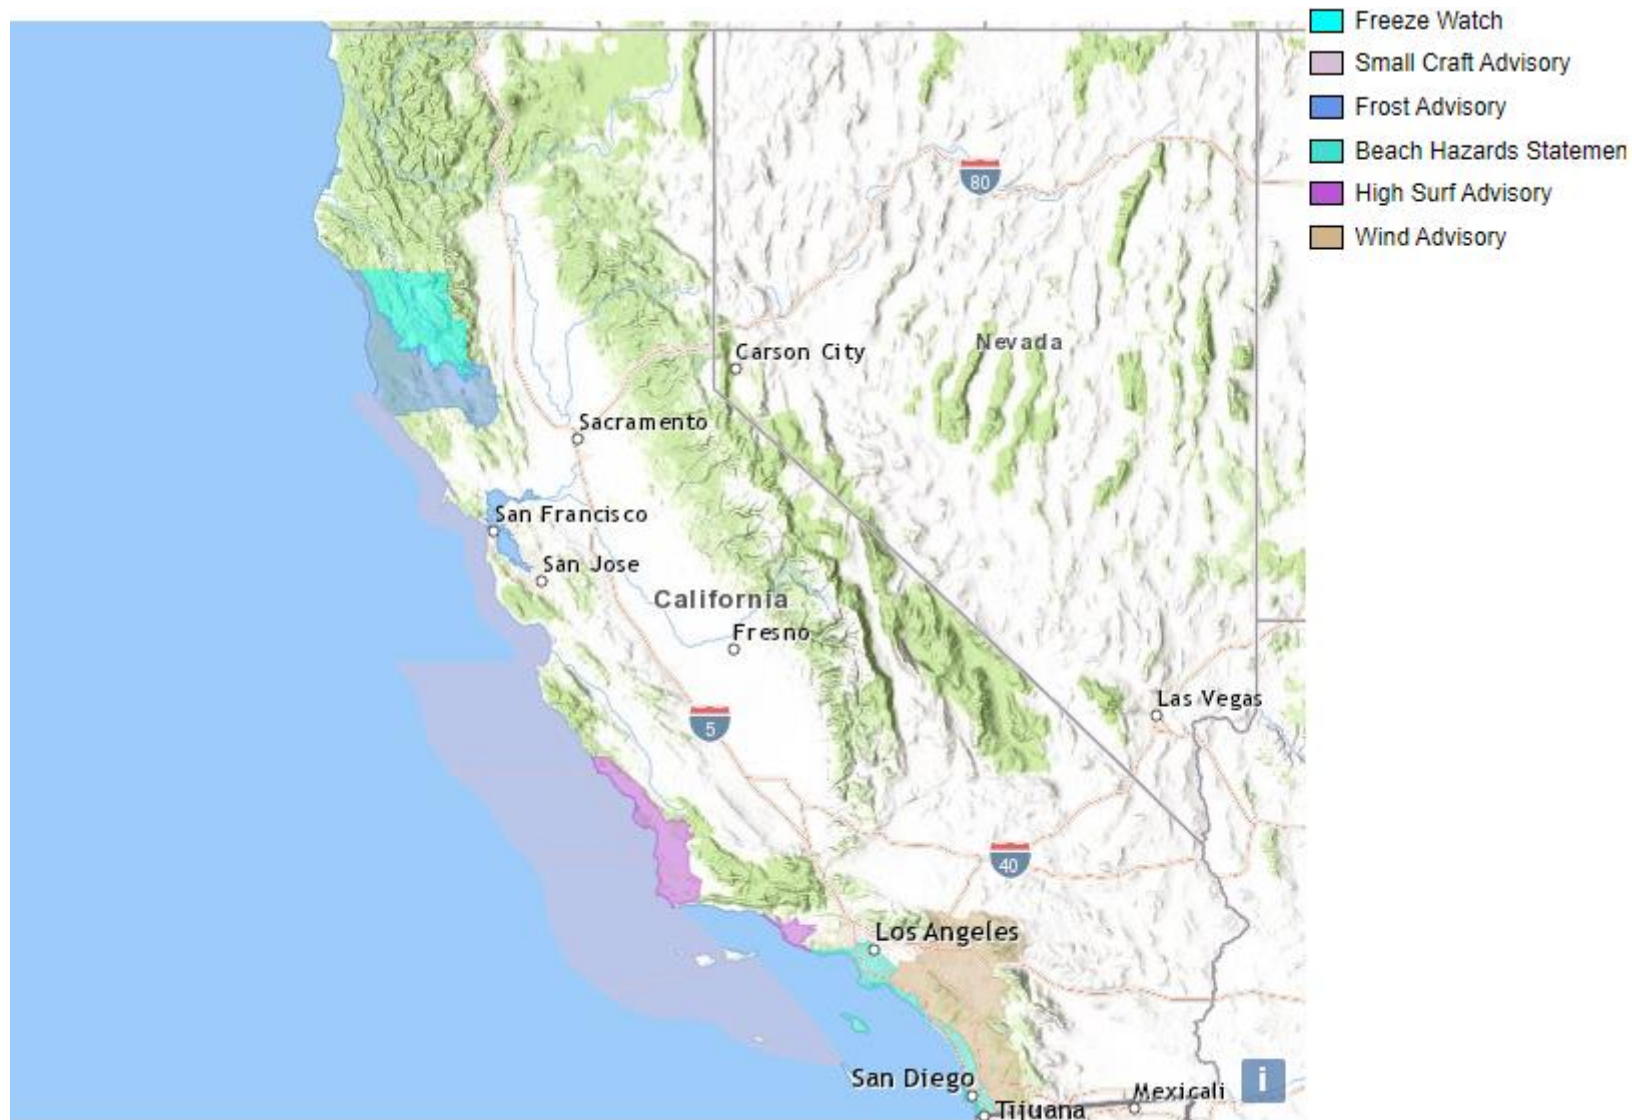 Freeze Watch
Small Craft Advisory
Frost Advisory
Beach Hazards Statemen
High Surf Advisory
Wind Advisory
80
Nevada
Carson City
Sacramento
San Francisco
San Jose
California
Fresno
Las Vegas
5
40
Los Angeles
San Diego
Mexicali
Tijuana
i